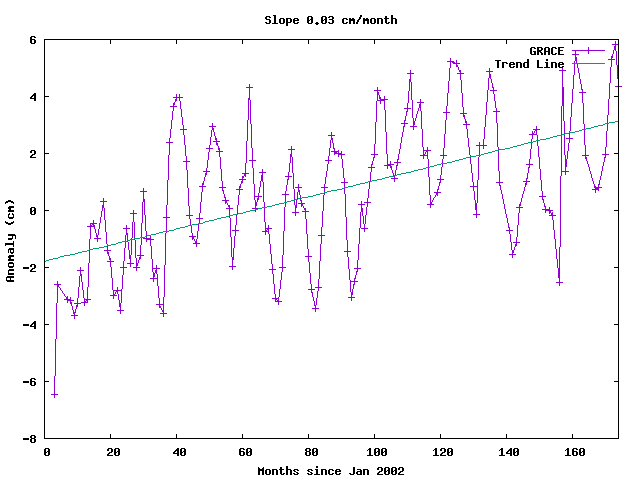 Slope 0.03 cm/month
GRACE
Trend Line
6
4
2
0
-2
-4
-6
-8
Anomaly (cm)
0 20 40 60 80 100 120 140 160
Months since Jan 2002